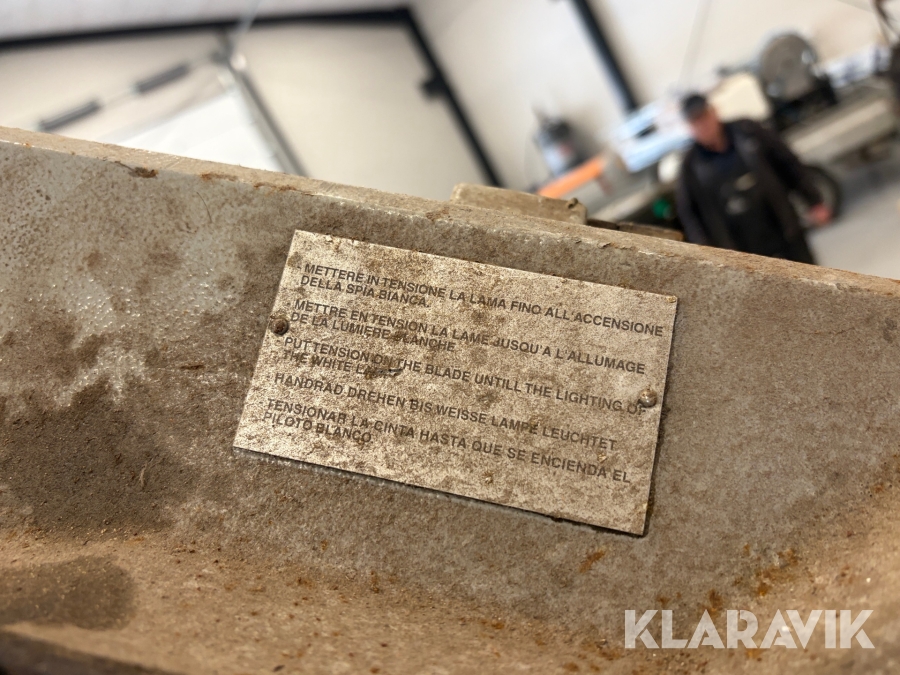 METTERE IN TENSIONE LA LAMA FINO ALL'ACCENSIONE
DELLA SPIA BIANCA.
METTRE EN TENSION LA LAME JUSQU'A L'ALLUMAGE
DE LA LUMIERE BLANCHE
PUT TENSION ON THE BLADE UNTILL THE LIGHTING OF
THE WHITE
HANDRAD DREHEN BIS WEISSE LAMPE LEUCHTET
TENSIONAR LA CINTA HASTA QUE SE ENCIENDA EL
PILOTO BLANCO
KLARAVIK